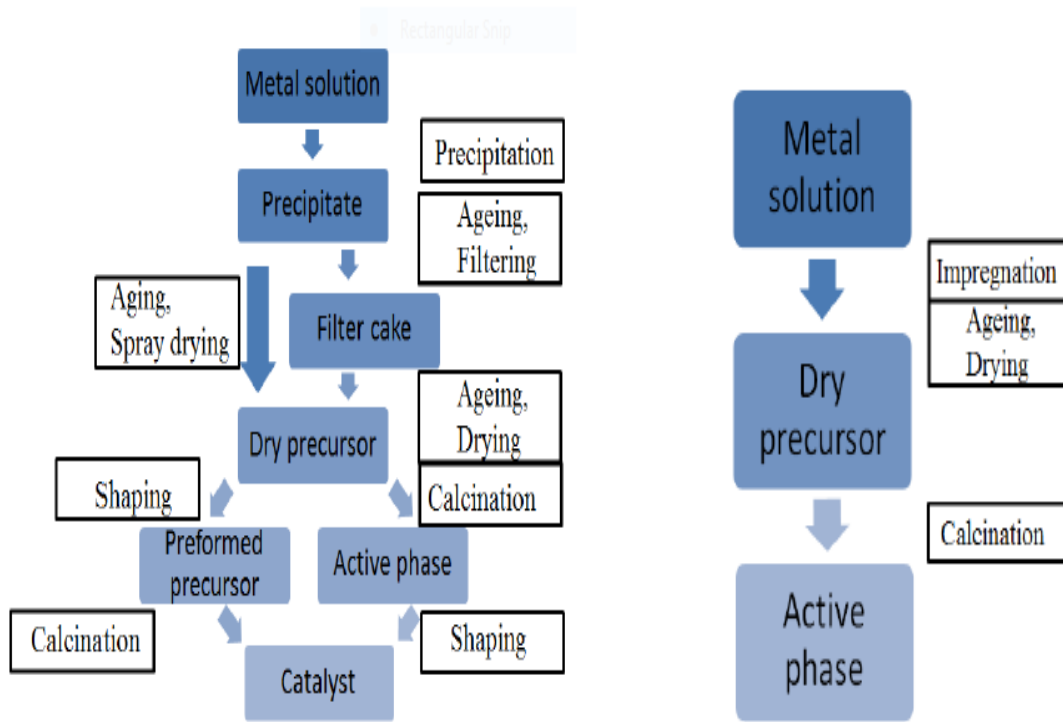 Rectangular Snip
Metal solution
Precipitation
Precipitate
Ageing,
Filtering
Aging,
Spray drying
Filter cake
Ageing,
Drying
Dry precursor
Shaping
Calcination
Preformed
precursor
Active phase
Calcination
Shaping
Catalyst
Metal
solution
Impregnation
Ageing,
Drying
Dry
precursor
Calcination
Active
phase